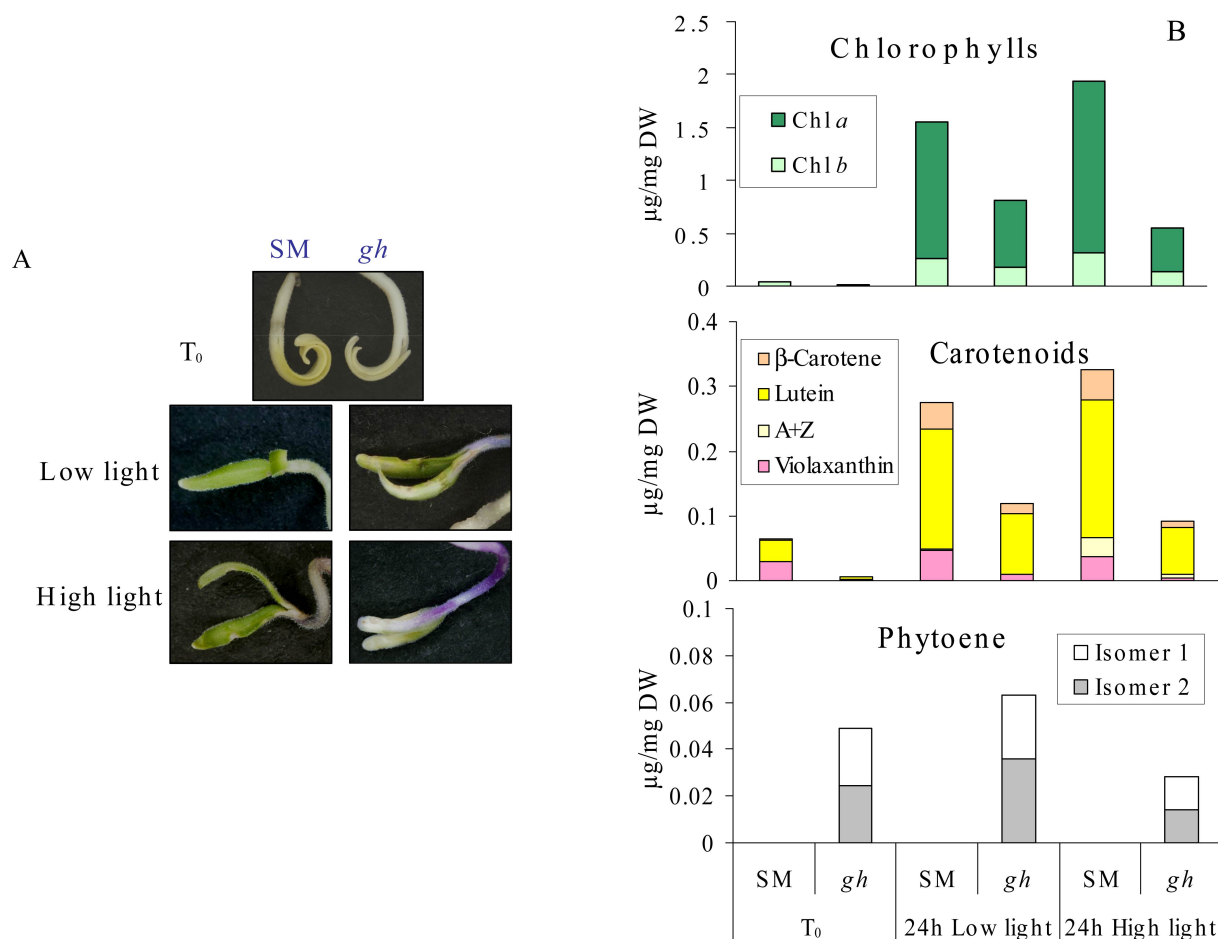 A
SM gh
T0
Low light
High light
B
Chlorophylls
µg/mg DW
2.5
2
1.5
1
0.5
0
Chl a
Chl b
Carotenoids
µg/mg DW
0.4
0.3
0.2
0.1
0
β-Carotene
Lutein
A+Z
Violaxanthin
Phytoene
µg/mg DW
0.1
0.08
0.06
0.04
0.02
0
Isomer 1
Isomer 2
SM gh SM gh SM gh
T0 24h Low light 24h High light